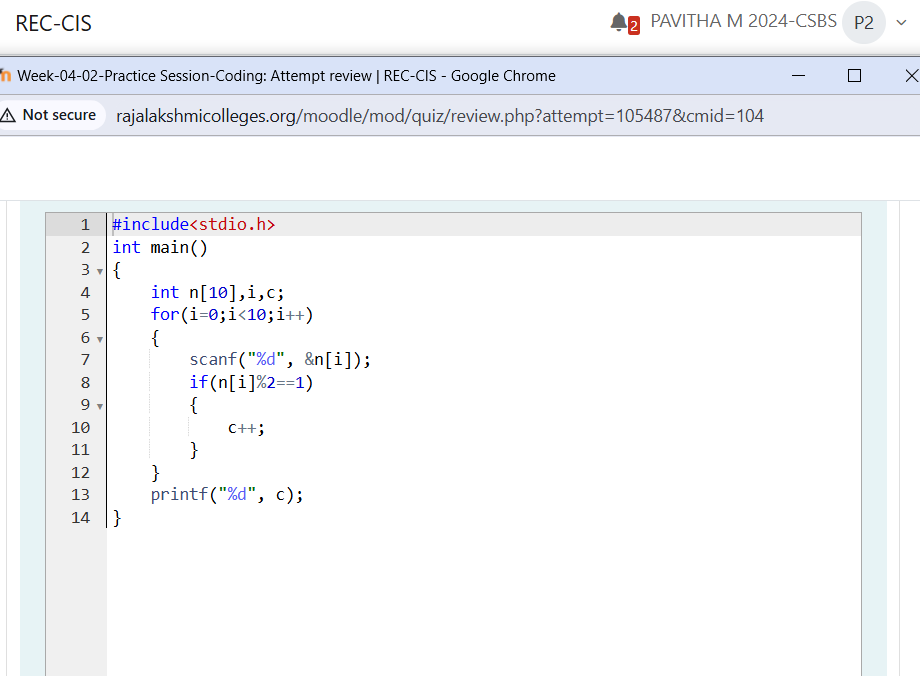 REC-CIS
2 PAVITHA M 2024-CSBS P2
Week-04-02-Practice Session-Coding: Attempt review | REC-CIS - Google Chrome
Not secure rajalakshmicolleges.org/moodle/mod/quiz/review.php?attempt=105487&cmid=104
1 #include<stdio.h>
2 int main()
3 {
4     int n[10],i,c;
5     for(i=0;i<10;i++)
6     {
7         scanf("%d", &n[i]);
8         if(n[i]%2==1)
9         {
10             c++;
11         }
12     }
13     printf("%d", c);
14 }